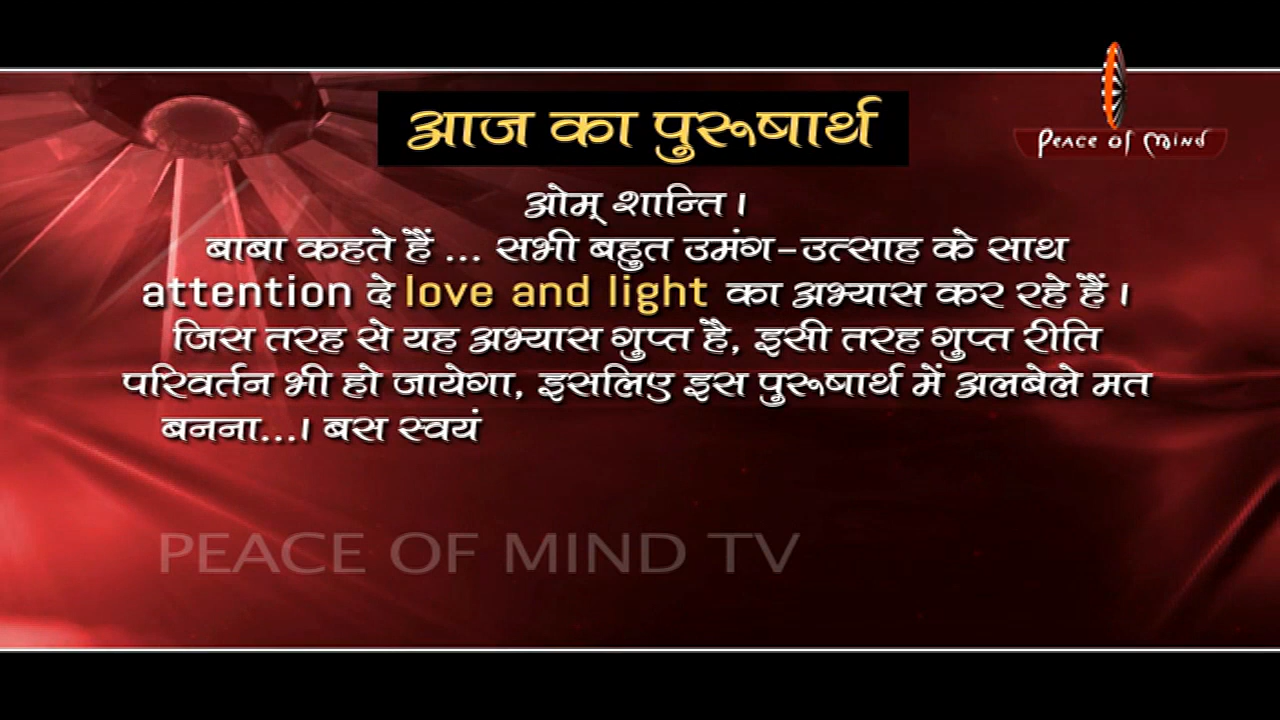 आज का पुरूषार्थ
Peace of Mind
ओम् शान्ति ।
बाबा कहते हैं ... सभी बहुत उमंग-उत्साह के साथ
attention दे love and light का अभ्यास कर रहे हैं ।
जिस तरह से यह अभ्यास गुप्त है, इसी तरह गुप्त रीति
परिवर्तन भी हो जायेगा, इसलिए इस पुरूषार्थ में अलबेले मत
बनना...। बस स्वयं
PEACE OF MIND TV